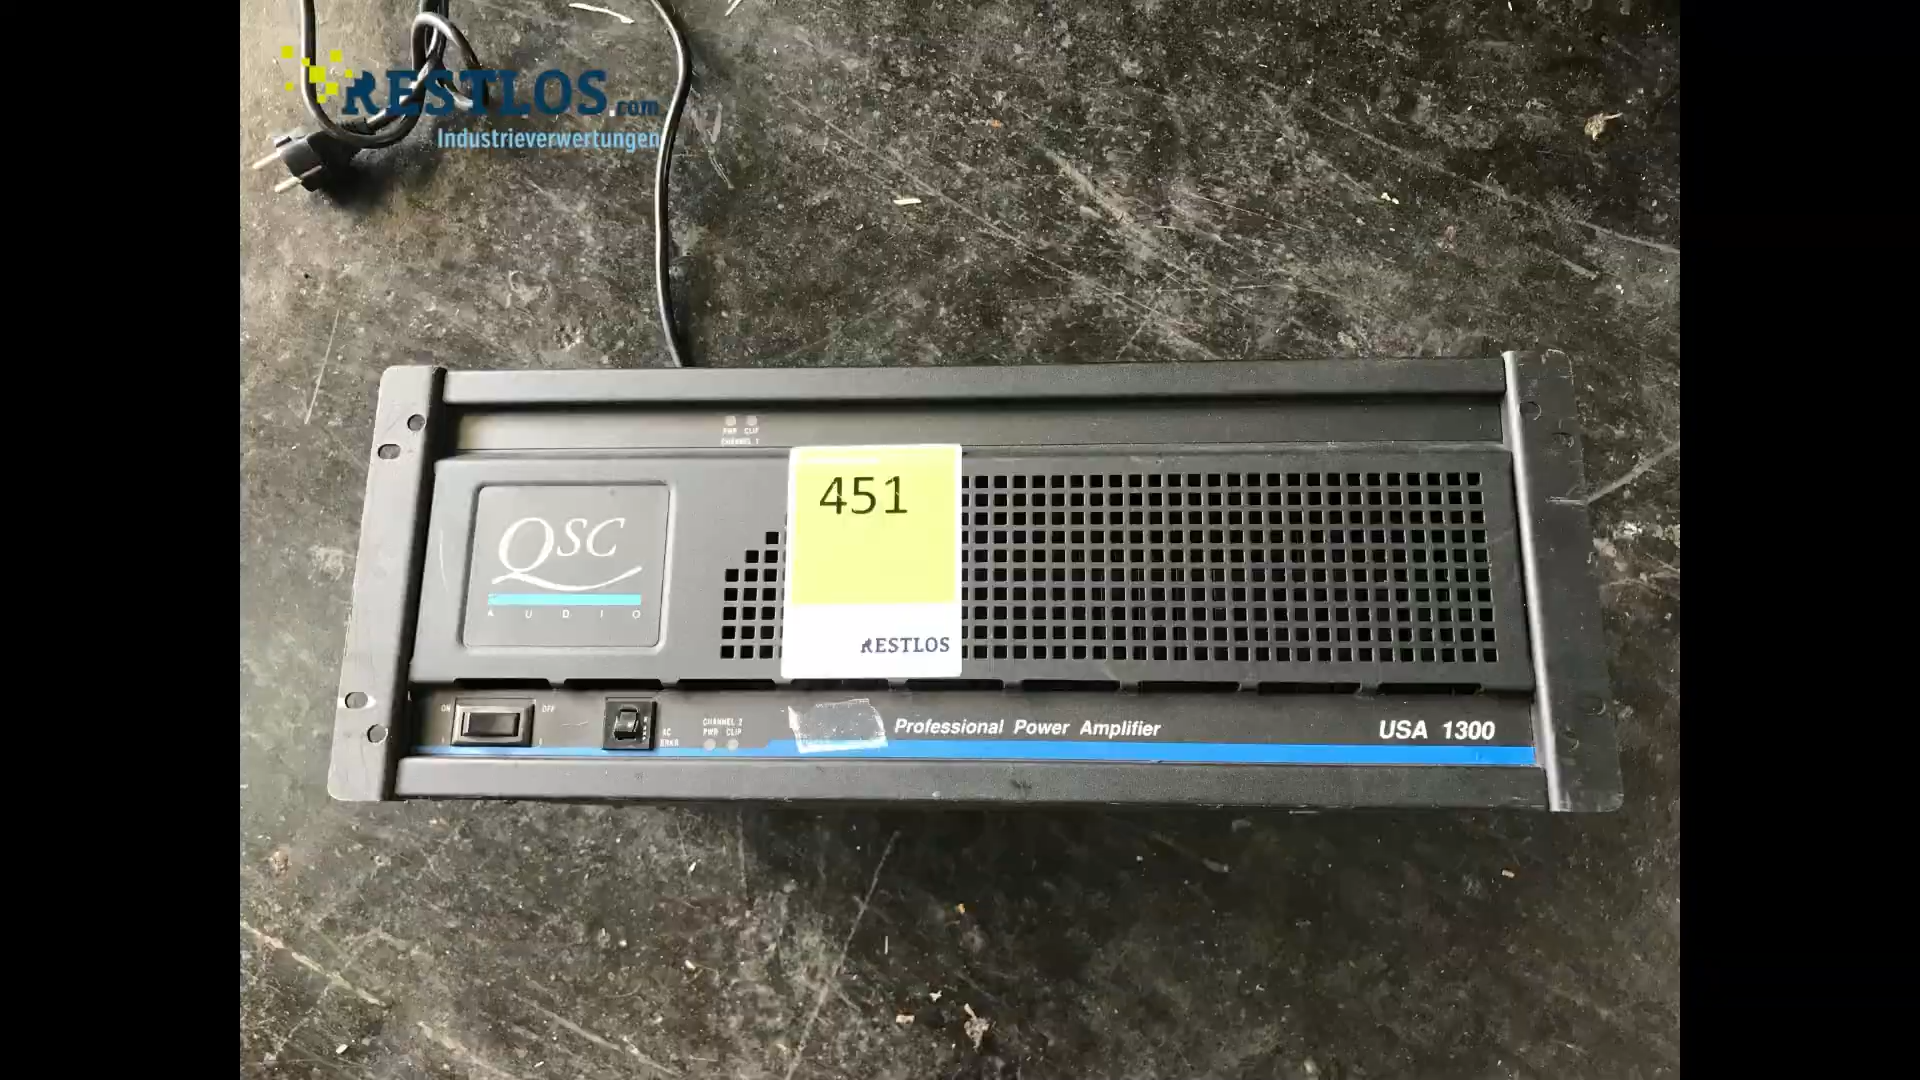 RESTLOS.com
Industrieverwertungen
PWR CLIP
CHANNEL 1
451
QSC
AUDIO
RESTLOS
ON
OFF
CHANNEL 2
PWR CLIP
AC
BRKR
Professional Power Amplifier
USA 1300